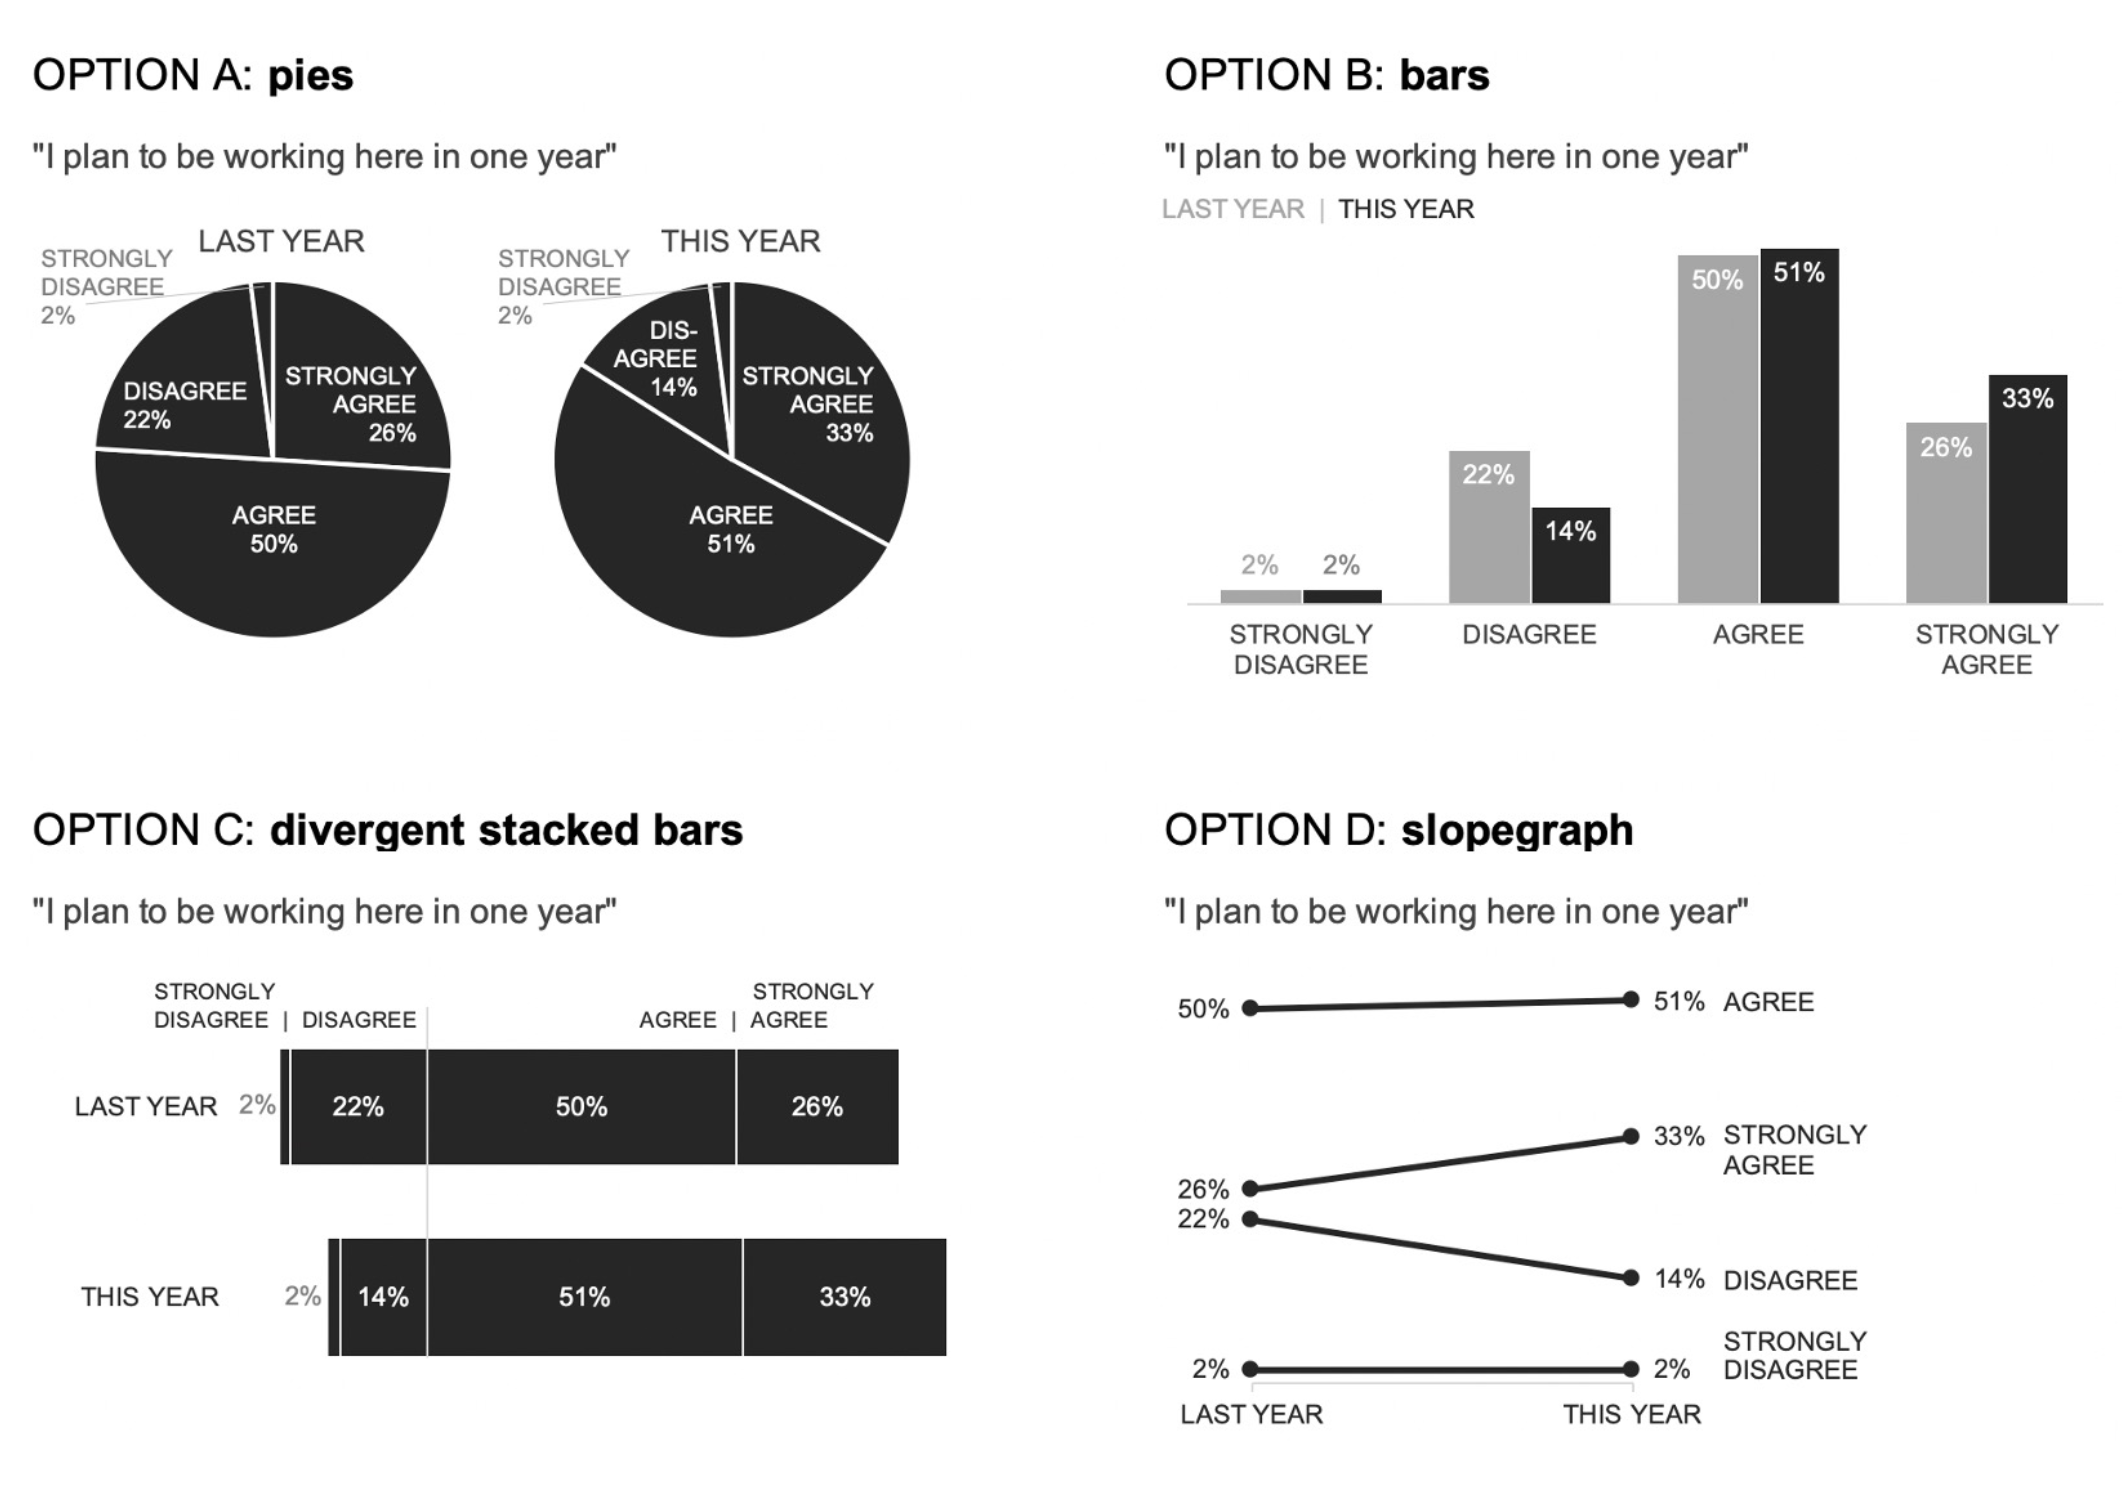 OPTION A: pies
"I plan to be working here in one year"
LAST YEAR
STRONGLY
DISAGREE
2%
DISAGREE
22%
STRONGLY
AGREE
26%
AGREE
50%
THIS YEAR
STRONGLY
DISAGREE
2%
DIS-
AGREE
14%
STRONGLY
AGREE
33%
AGREE
51%
OPTION B: bars
"I plan to be working here in one year"
LAST YEAR | THIS YEAR
2% 2%
22%
14%
50%
51%
26%
33%
STRONGLY
DISAGREE
DISAGREE
AGREE
STRONGLY
AGREE
OPTION C: divergent stacked bars
"I plan to be working here in one year"
STRONGLY
DISAGREE | DISAGREE
STRONGLY
AGREE | AGREE
LAST YEAR 2% 22% 50% 26%
THIS YEAR 2% 14% 51% 33%
OPTION D: slopegraph
"I plan to be working here in one year"
50% 51% AGREE
33% STRONGLY
AGREE
26%
22%
14% DISAGREE
STRONGLY
2% 2% DISAGREE
LAST YEAR THIS YEAR